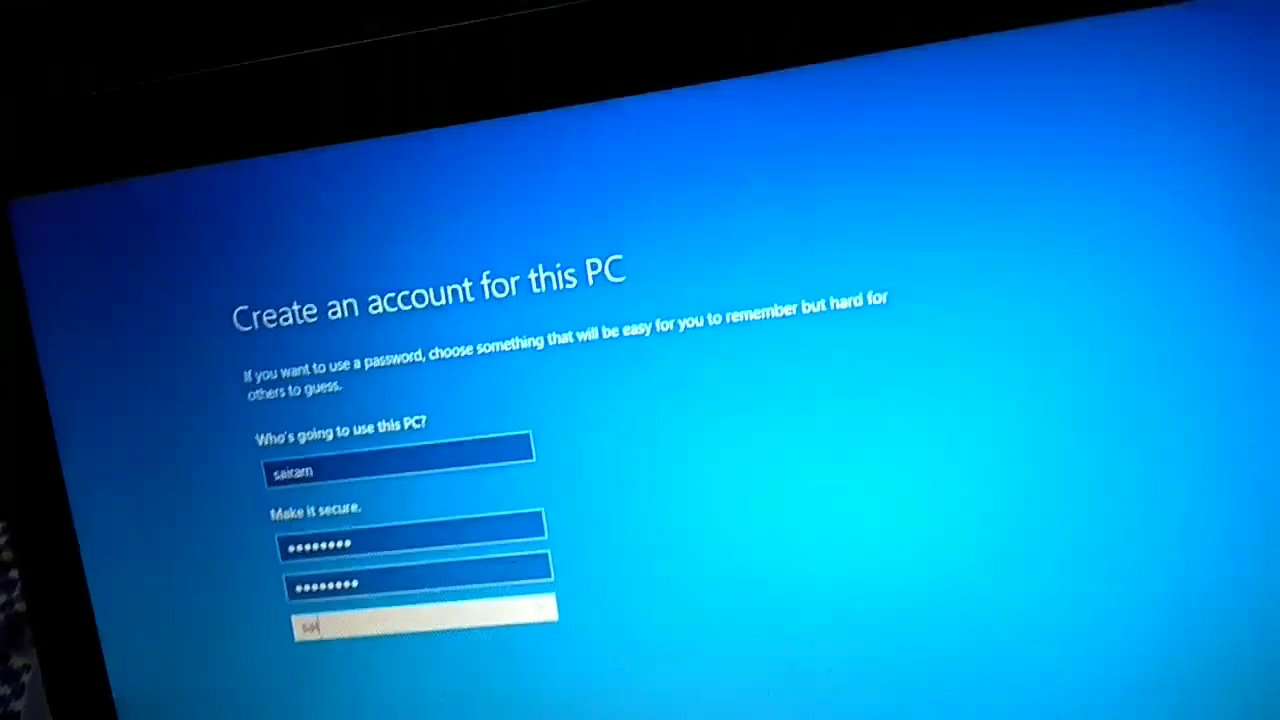 Create an account for this PC
If you want to use a password, choose something that will be easy for you to remember but hard for
others to guess.
Who's going to use this PC?
sairam
Make it secure.
●●●●●●●●
●●●●●●●●